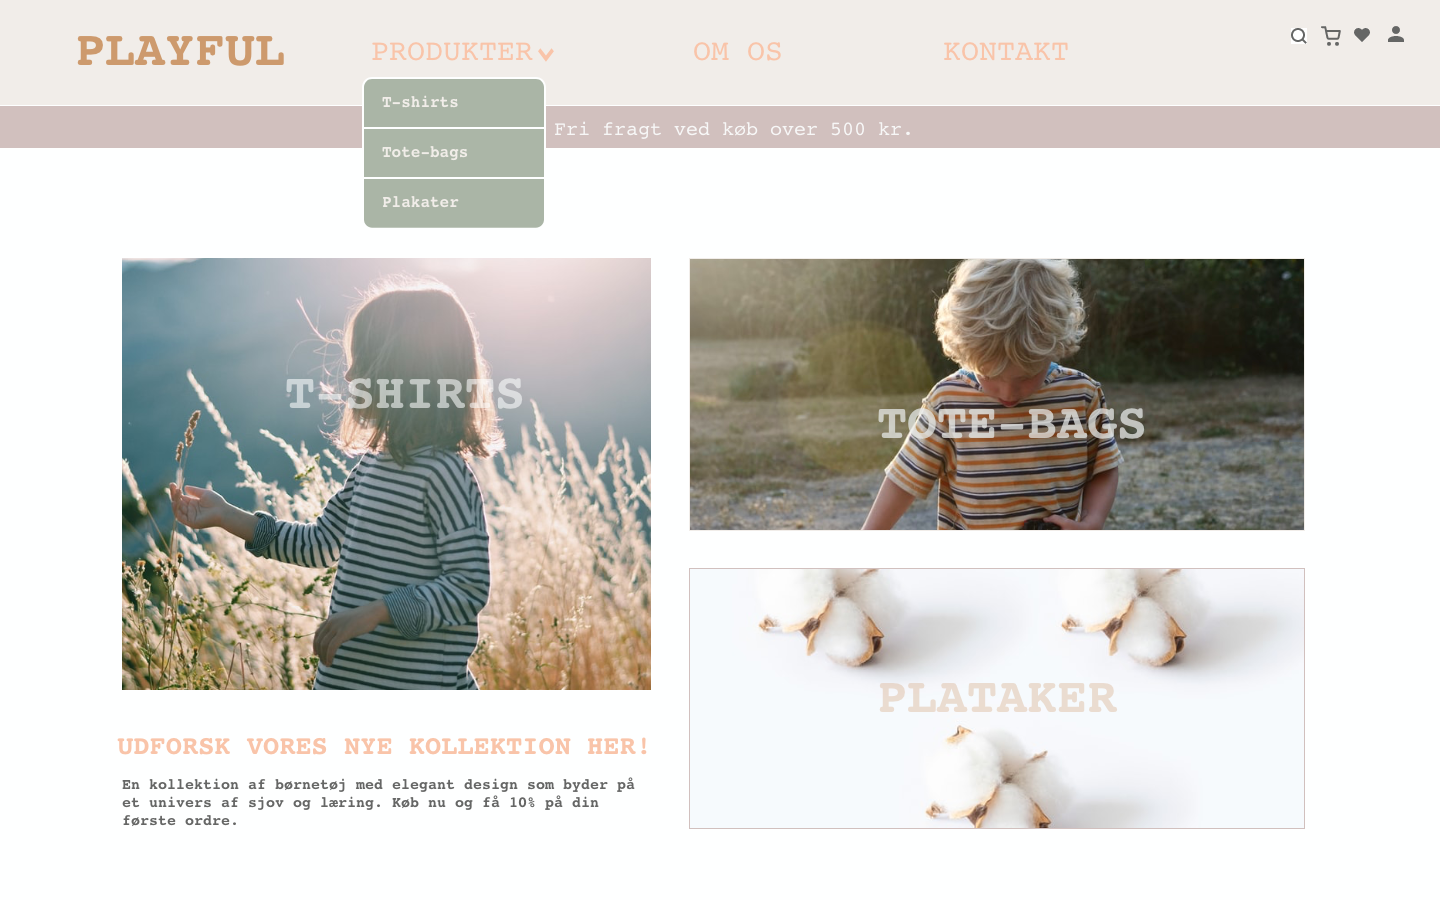 PLAYFUL
PRODUKTER
OM OS
KONTAKT
T-shirts
Tote-bags
Plakater
Fri fragt ved køb over 500 kr.
T-SHIRTS
TOTE-BAGS
PLATAKER
UDFORSK VORES NYE KOLLEKTION HER!
En kollektion af børnetøj med elegant design som byder på
et univers af sjov og læring. Køb nu og få 10% på din
første ordre.